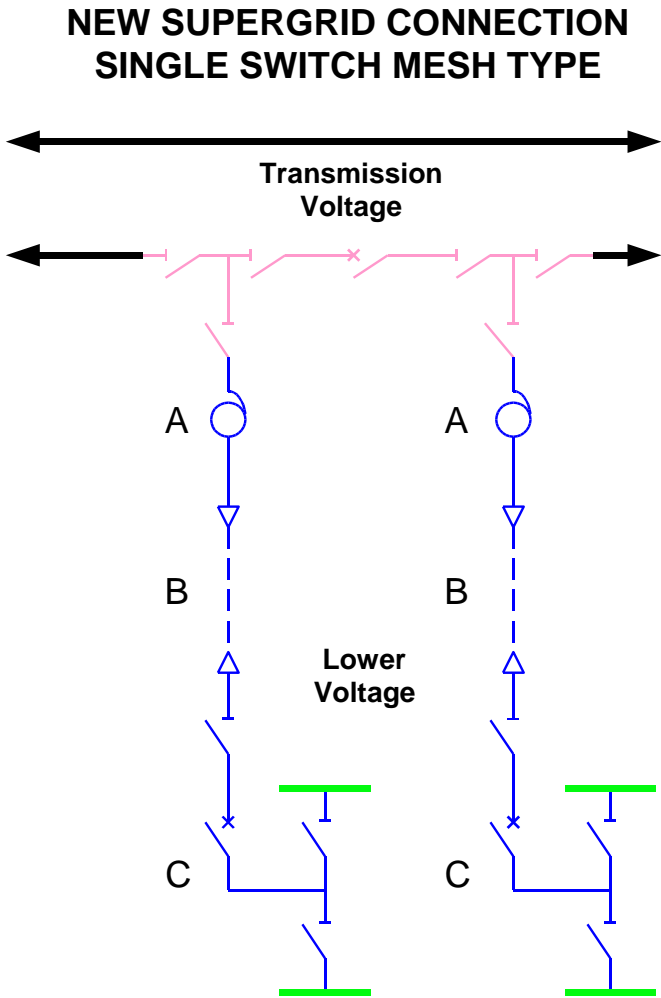 NEW SUPERGRID CONNECTION
SINGLE SWITCH MESH TYPE
Transmission
Voltage
A
A
B
B
Lower
Voltage
C
C